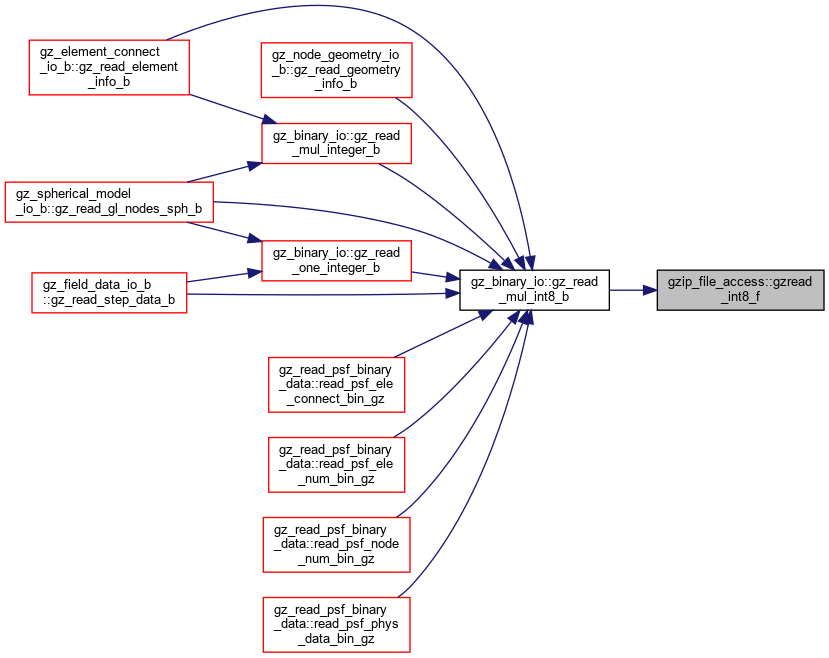 gz_element_connect
_io_b::gz_read_element
_info_b
gz_node_geometry_io
_b::gz_read_geometry
_info_b
gz_binary_io::gz_read
_mul_integer_b
gz_spherical_model
_io_b::gz_read_gl_nodes_sph_b
gz_binary_io::gz_read
_one_integer_b
gz_field_data_io_b
::gz_read_step_data_b
gz_binary_io::gz_read
_mul_int8_b
gzip_file_access::gzread
_int8_f
gz_read_psf_binary
_data::read_psf_ele
_connect_bin_gz
gz_read_psf_binary
_data::read_psf_ele
_num_bin_gz
gz_read_psf_binary
_data::read_psf_node
_num_bin_gz
gz_read_psf_binary
_data::read_psf_phys
_data_bin_gz